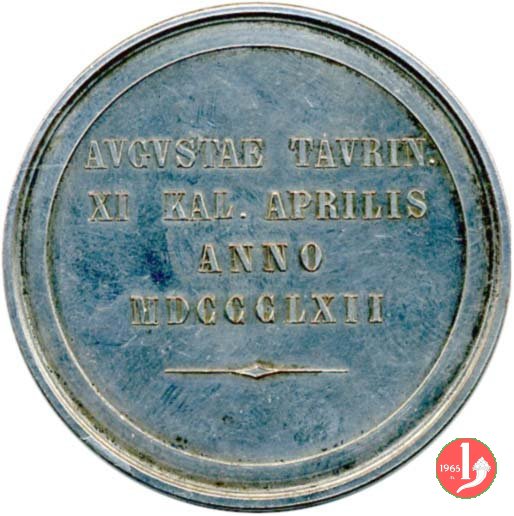 AVGVSTAE TAVRIN.
XI KAL. APRILIS
ANNO
MDCCCLXII
1965